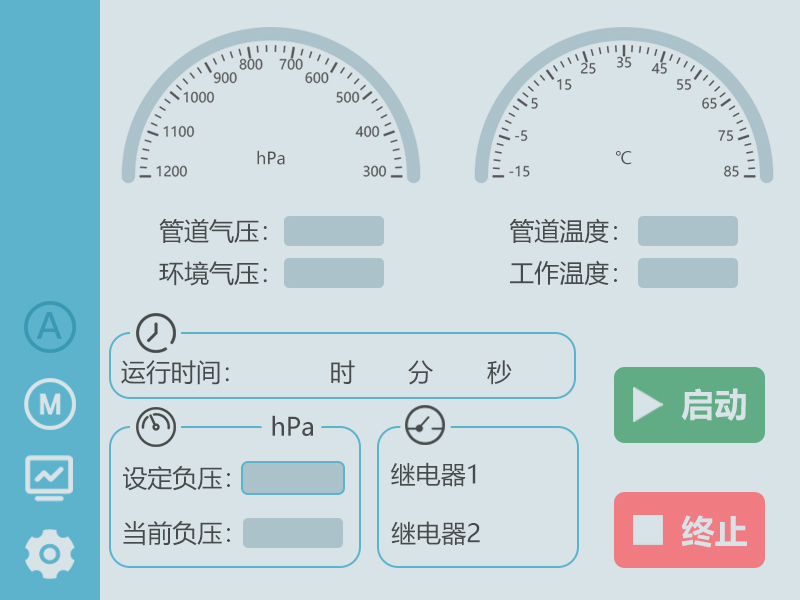 800 700
900 600
1000 500
1100 400
1200 300
hPa
25 35 45
15 55
5 65
-5 75
-15 85
℃
管道气压：
环境气压：
管道温度：
工作温度：
A
M
运行时间： 时 分 秒
hPa
设定负压：
当前负压：
继电器1
继电器2
启动
终止